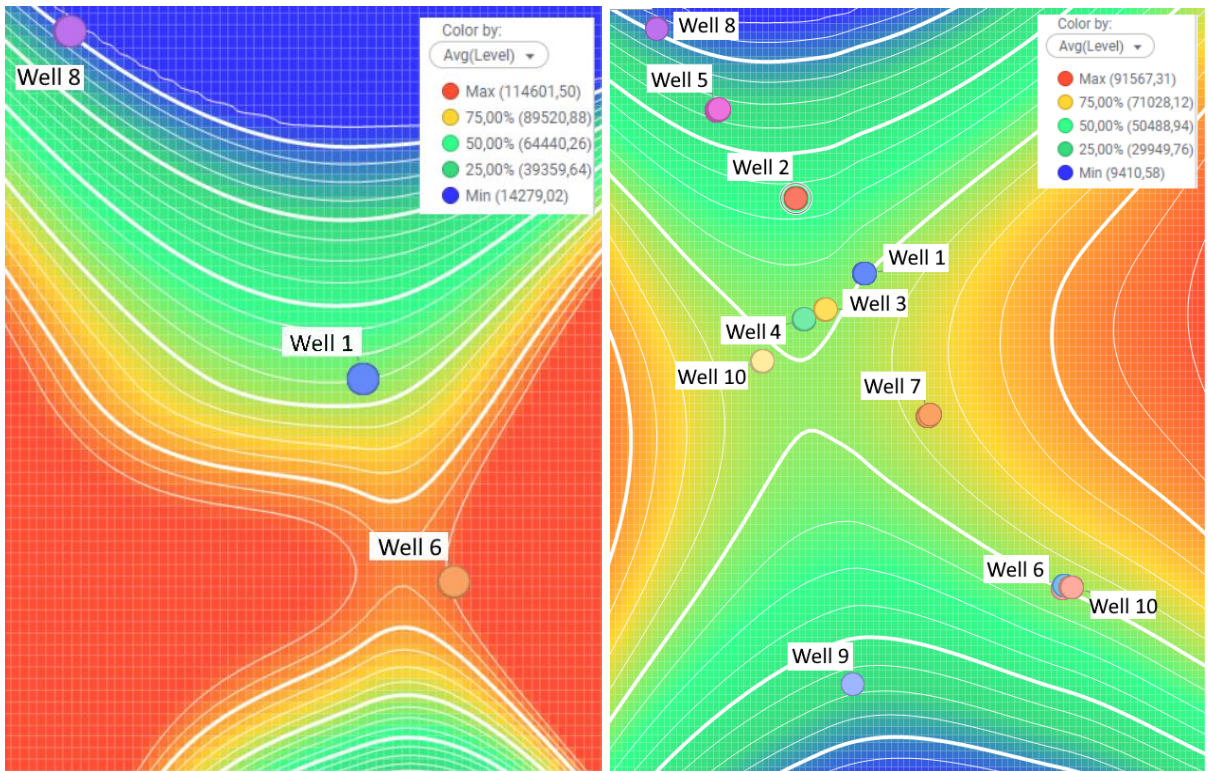 Color by:
Avg(Level)
Max (114601,50)
75,00% (89520,88)
50,00% (64440,26)
25,00% (39359,64)
Min (14279,02)
Well 8
Well 1
Well 6
Color by:
Avg(Level)
Max (91567,31)
75,00% (71028,12)
50,00% (50488,94)
25,00% (29949,76)
Min (9410,58)
Well 8
Well 5
Well 2
Well 1
Well 3
Well 4
Well 10
Well 7
Well 6
Well 10
Well 9